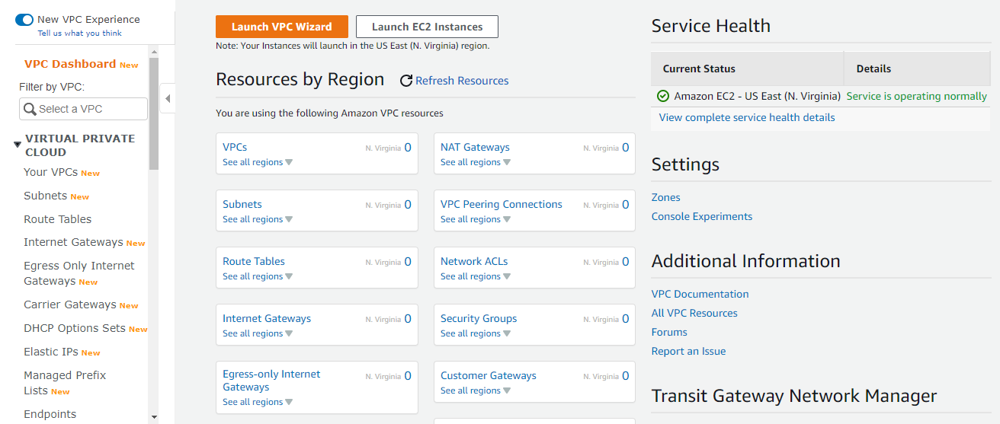 New VPC Experience
Tell us what you think
VPC Dashboard New
Filter by VPC:
Select a VPC
VIRTUAL PRIVATE
CLOUD
Your VPCs New
Subnets New
Route Tables
Internet Gateways New
Egress Only Internet
Gateways New
Carrier Gateways New
DHCP Options Sets New
Elastic IPs New
Managed Prefix
Lists New
Endpoints
Launch VPC Wizard
Launch EC2 Instances
Note: Your Instances will launch in the US East (N. Virginia) region.
Resources by Region
Refresh Resources
You are using the following Amazon VPC resources
VPCs N. Virginia 0
See all regions
NAT Gateways N. Virginia 0
See all regions
Subnets N. Virginia 0
See all regions
VPC Peering Connections N. Virginia 0
See all regions
Route Tables N. Virginia 0
See all regions
Network ACLs N. Virginia 0
See all regions
Internet Gateways N. Virginia 0
See all regions
Security Groups N. Virginia 0
See all regions
Egress-only Internet N. Virginia 0
Gateways
See all regions
Customer Gateways N. Virginia 0
See all regions
Service Health
Current Status Details
Amazon EC2 - US East (N. Virginia) Service is operating normally
View complete service health details
Settings
Zones
Console Experiments
Additional Information
VPC Documentation
All VPC Resources
Forums
Report an Issue
Transit Gateway Network Manager